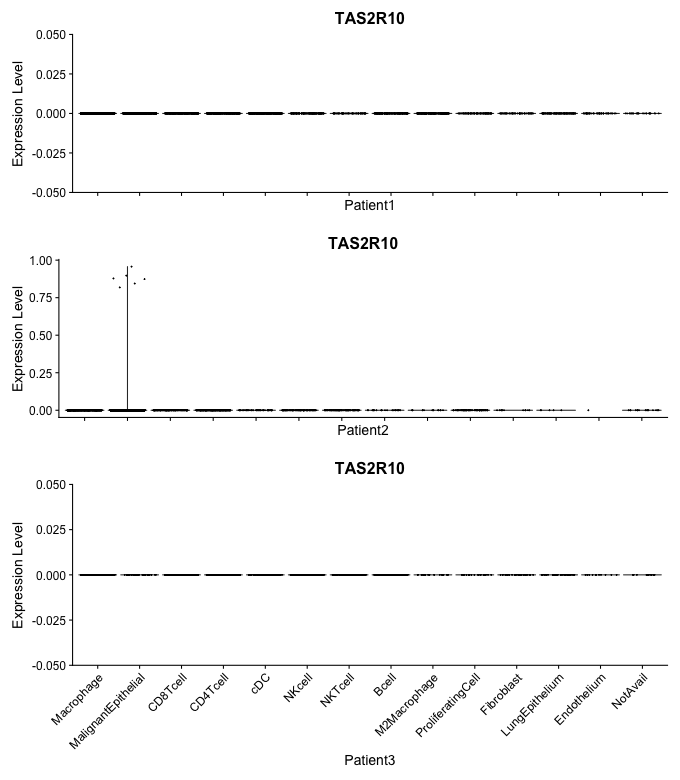 TAS2R10
Expression Level
0.050
0.025
0.000
-0.025
-0.050
Patient1
TAS2R10
Expression Level
1.00
0.75
0.50
0.25
0.00
Patient2
TAS2R10
Expression Level
0.050
0.025
0.000
-0.025
-0.050
Macrophage
MalignantEpithelial
CD8Tcell
CD4Tcell
cDC
NKcell
NKTcell
Bcell
M2Macrophage
ProliferatingCell
Fibroblast
LungEpithelium
Endothelium
NotAvail
Patient3